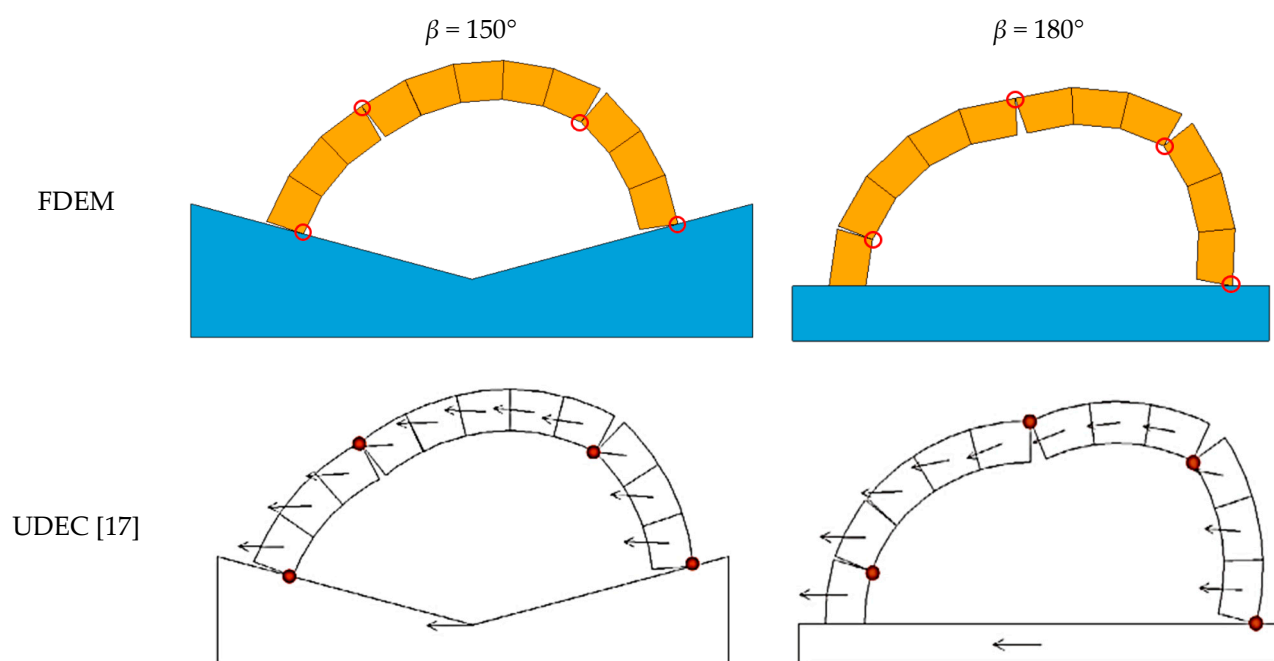 β = 150°
β = 180°
FDEM
UDEC [17]